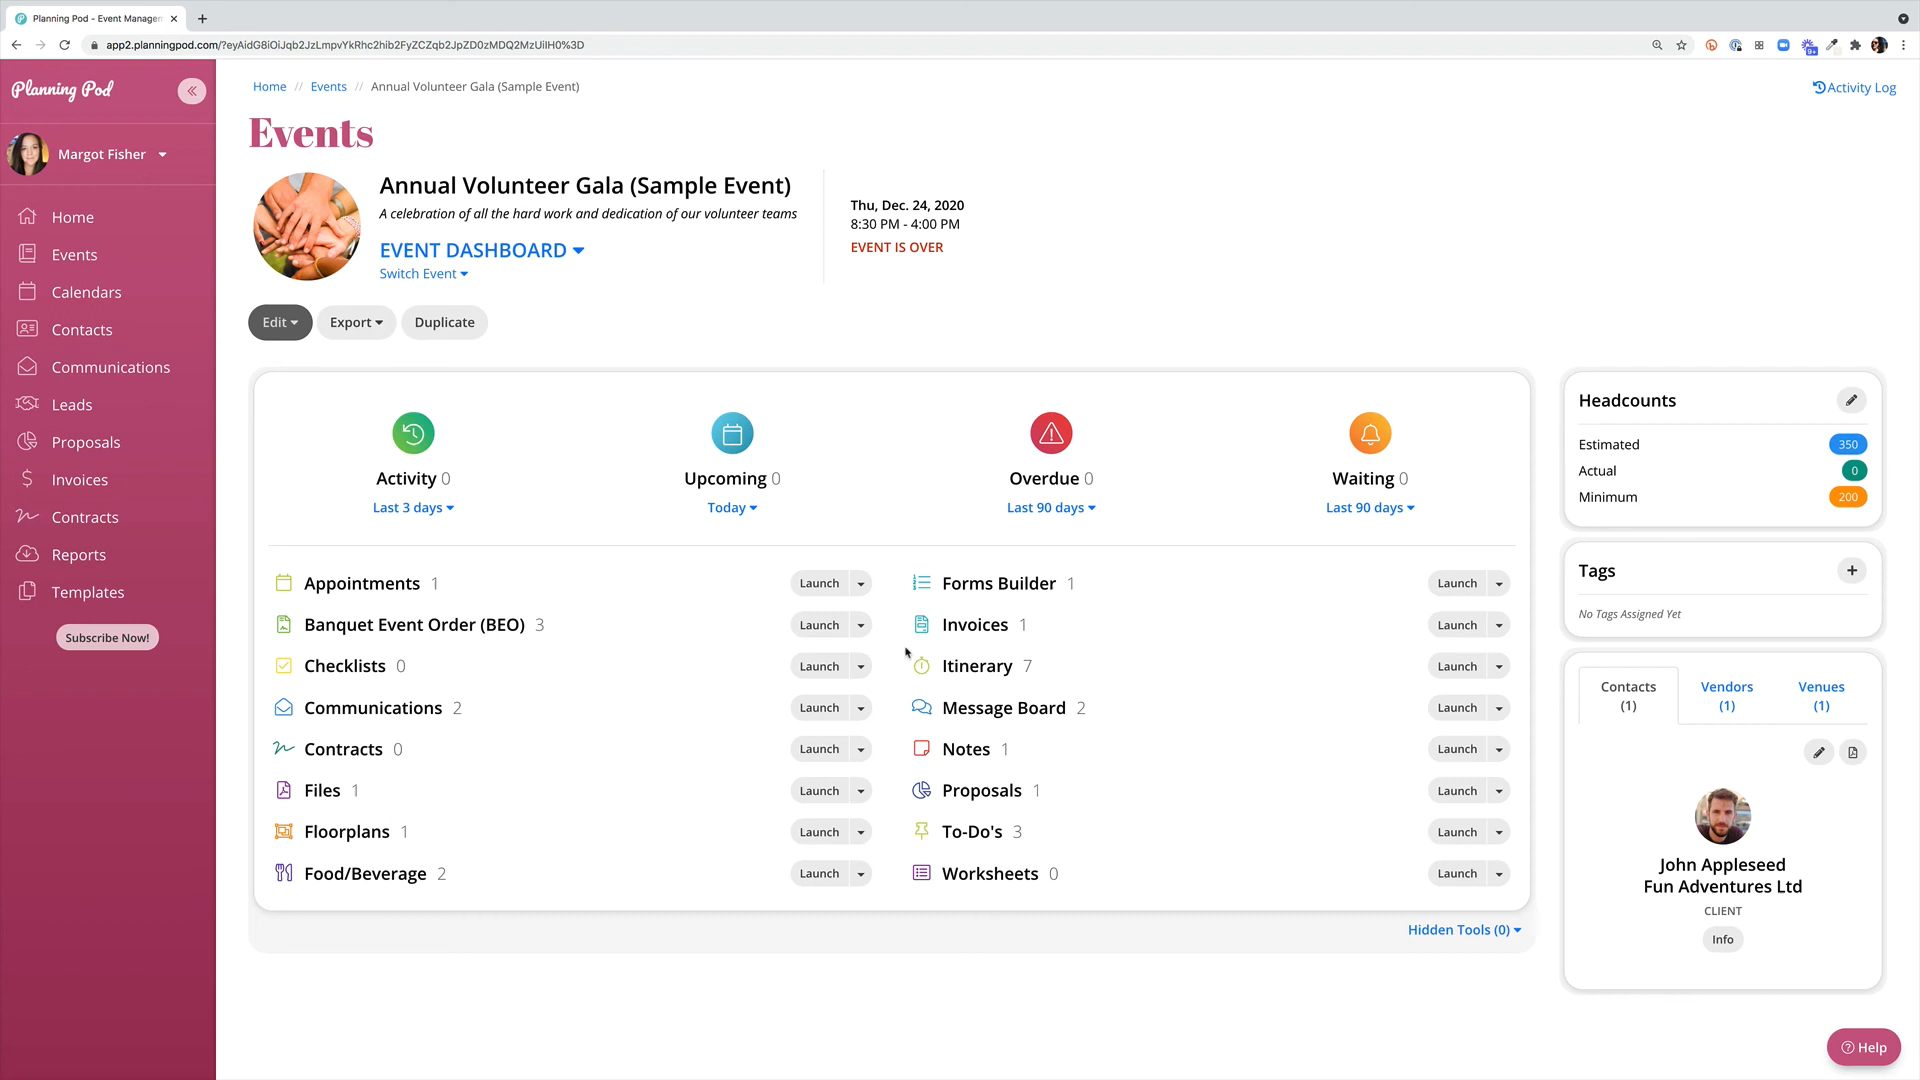 Planning Pod - Event Managem
app2.planningpod.com/?eyAidG8iOiJqb2JzLmpvYkRhc2hib2FyZCZqb2JpZD0zMDQ2MzUiIH0%3D
9+
Planning Pod
Margot Fisher
Home
Events
Calendars
Contacts
Communications
Leads
Proposals
Invoices
Contracts
Reports
Templates
Subscribe Now!
Home // Events // Annual Volunteer Gala (Sample Event)
Activity Log
Events
Annual Volunteer Gala (Sample Event)
A celebration of all the hard work and dedication of our volunteer teams
EVENT DASHBOARD
Switch Event
Thu, Dec. 24, 2020
8:30 PM - 4:00 PM
EVENT IS OVER
Edit
Export
Duplicate
Activity 0
Last 3 days
Upcoming 0
Today
Overdue 0
Last 90 days
Waiting 0
Last 90 days
Appointments 1 Launch
Banquet Event Order (BEO) 3 Launch
Checklists 0 Launch
Communications 2 Launch
Contracts 0 Launch
Files 1 Launch
Floorplans 1 Launch
Food/Beverage 2 Launch
Forms Builder 1 Launch
Invoices 1 Launch
Itinerary 7 Launch
Message Board 2 Launch
Notes 1 Launch
Proposals 1 Launch
To-Do's 3 Launch
Worksheets 0 Launch
Hidden Tools (0)
Headcounts
Estimated 350
Actual 0
Minimum 200
Tags
No Tags Assigned Yet
Contacts (1)
Vendors (1)
Venues (1)
John Appleseed
Fun Adventures Ltd
CLIENT
Info
Help